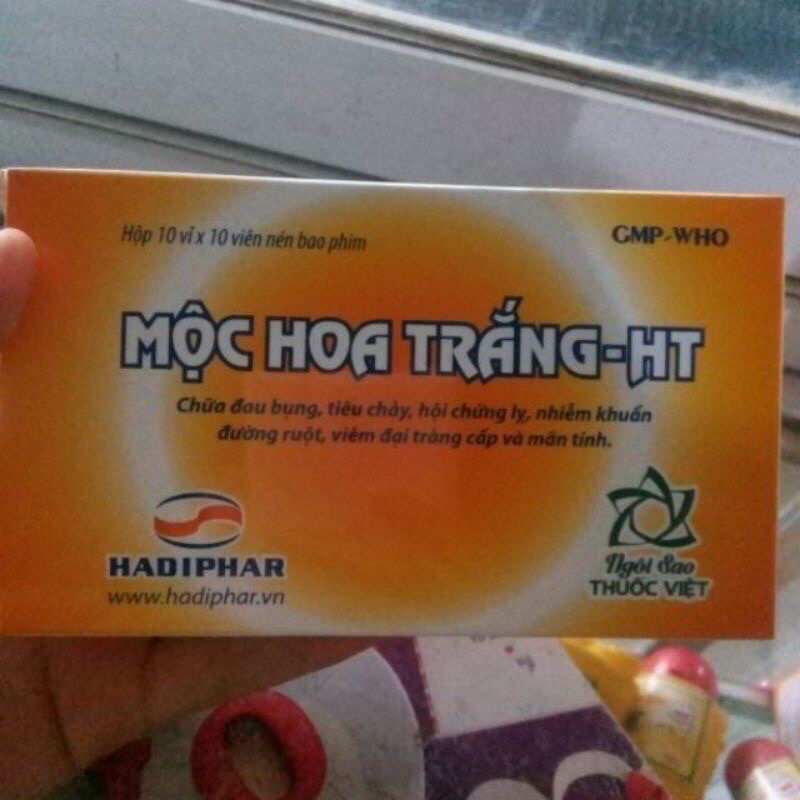 Hộp 10 vỉ x 10 viên nén bao phim
GMP-WHO
MỘC HOA TRẮNG-HT
Chữa đau bụng, tiêu chảy, hội chứng lỵ, nhiễm khuẩn
đường ruột, viêm đại tràng cấp và mãn tính.
HADIPHAR
www.hadiphar.vn
Ngôi Sao
THUỐC VIỆT